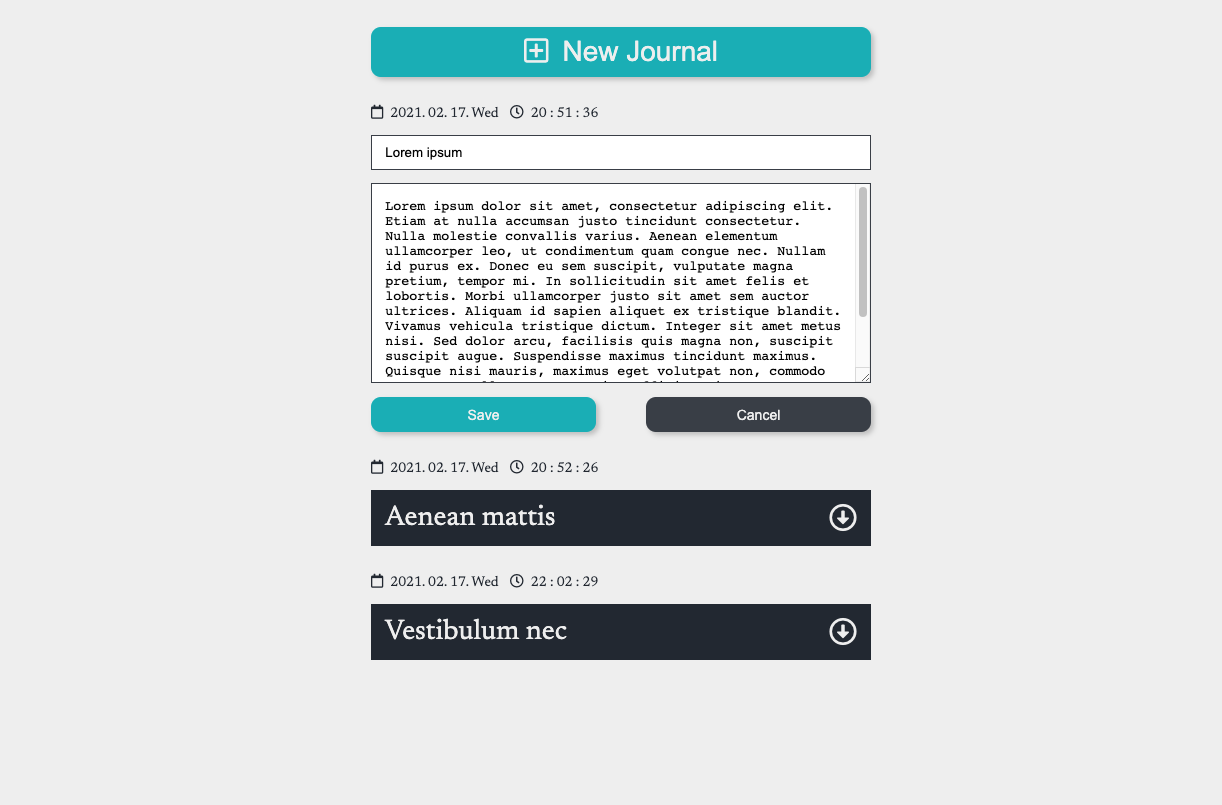 New Journal
2021. 02. 17. Wed 20 : 51 : 36
Lorem ipsum
Lorem ipsum dolor sit amet, consectetur adipiscing elit.
Etiam at nulla accumsan justo tincidunt consectetur.
Nulla molestie convallis varius. Aenean elementum
ullamcorper leo, ut condimentum quam congue nec. Nullam
id purus ex. Donec eu sem suscipit, vulputate magna
pretium, tempor mi. In sollicitudin sit amet felis et
lobortis. Morbi ullamcorper justo sit amet sem auctor
ultrices. Aliquam id sapien aliquet ex tristique blandit.
Vivamus vehicula tristique dictum. Integer sit amet metus
nisi. Sed dolor arcu, facilisis quis magna non, suscipit
suscipit augue. Suspendisse maximus tincidunt maximus.
Quisque nisi mauris, maximus eget volutpat non, commodo
Save Cancel
2021. 02. 17. Wed 20 : 52 : 26
Aenean mattis
2021. 02. 17. Wed 22 : 02 : 29
Vestibulum nec